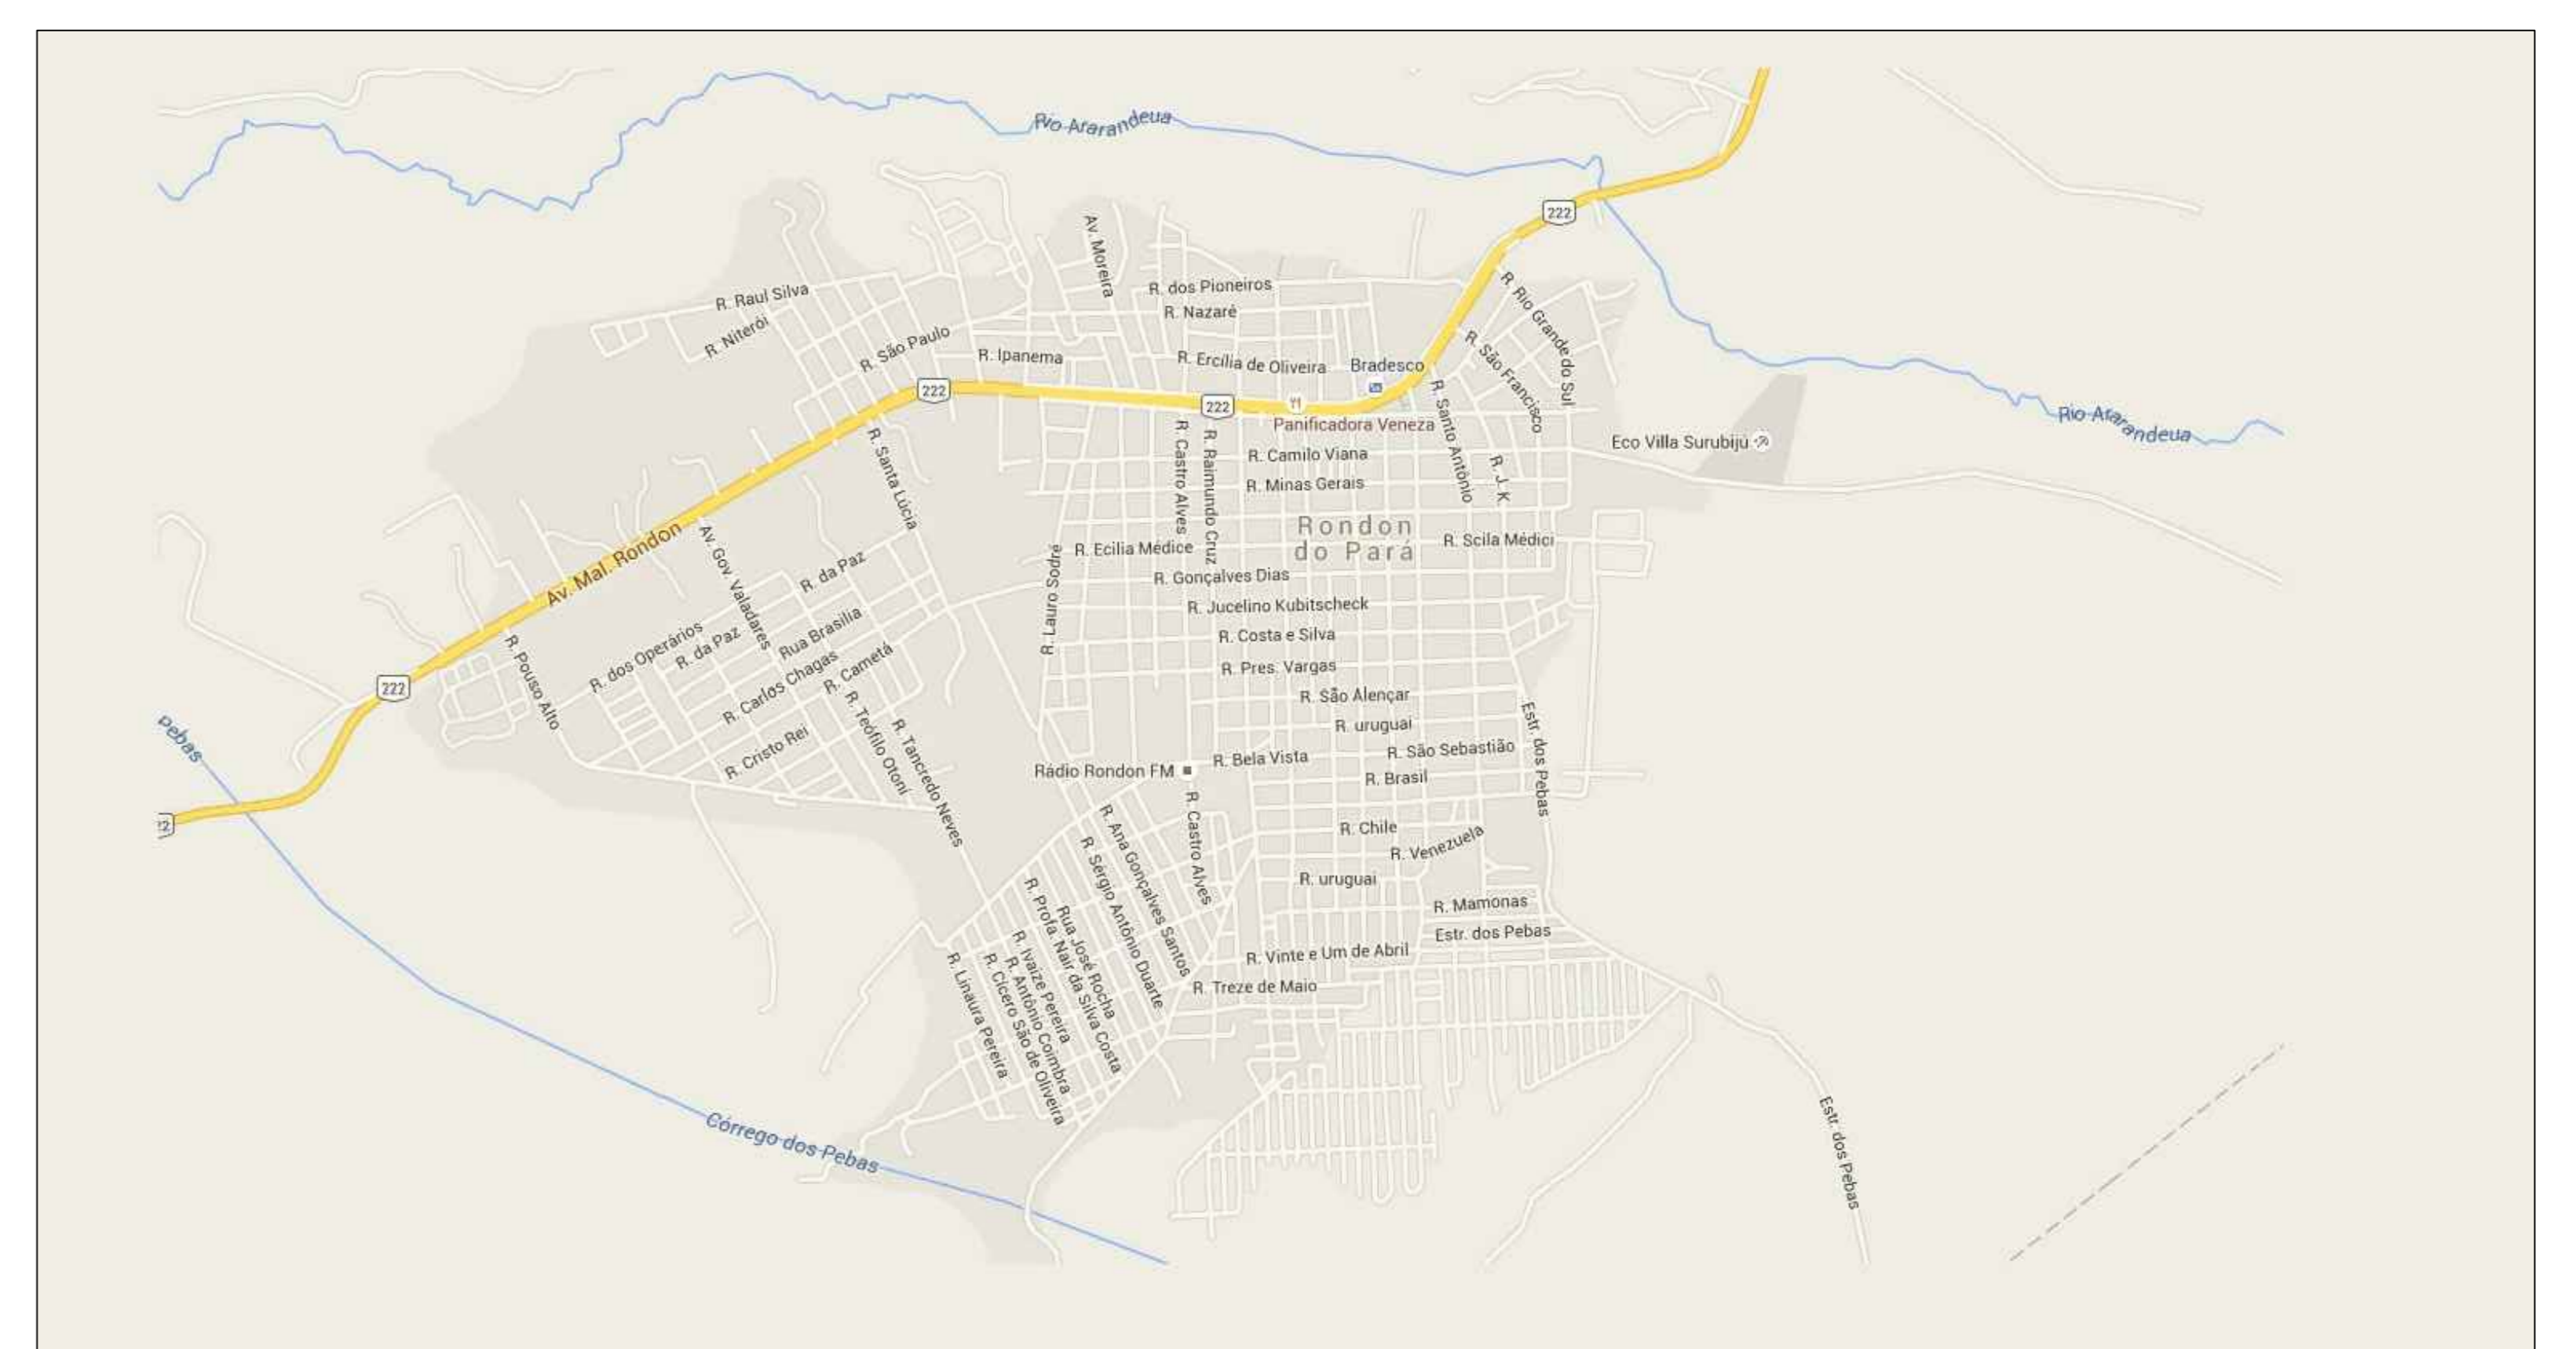 Rio Ararandeua
222
Av. Moreira
R. Raul Silva
R. dos Pioneiros
R. Rio Grande do Sul
R. Nazaré
R. Niterói
R. São Paulo
R. Ipanema
R. Ercília de Oliveira
Bradesco
R. São Francisco
222
222
Panificadora Veneza
R. Santo Antônio
Rio Ararandeua
Eco Villa Surubiju
R. Santa Lúcia
R. Castro Alves
R. Raimundo Cruz
R. Camilo Viana
R. J. K
R. Minas Gerais
Rondon
do Pará
R. Scila Médici
R. Ecilia Médice
Av. Mal. Rondon
Av. Gov. Valadares
R. da Paz
R. Lauro Sodré
R. Gonçalves Dias
R. Jucelino Kubitscheck
R. Costa e Silva
R. dos Operários
R. da Paz
Rua Brasilia
R. Pouso Alto
R. Carlos Chagas
R. Cametá
R. Pres. Vargas
222
R. São Alençar
R. uruguai
Pebas
R. Teófilo Otoni
R. Tancredo Neves
R. Cristo Rei
Estr. dos Pebas
R. São Sebastião
R. Bela Vista
Rádio Rondon FM
R. Brasil
22
R. Castro Alves
R. Ana Gonçalves Santos
R. Chile
R. Venezuela
R. Sérgio Antônio Duarte
R. uruguai
R. Profa. Nair da Silva Costa
Rua José Rocha
R. Mamonas
Estr. dos Pebas
R. Ivaize Pereira
R. Antônio Coimbra
R. Cícero São de Oliveira
R. Linaura Pereira
R. Vinte e Um de Abril
R. Treze de Maio
Córrego dos Pebas
Estr. dos Pebas